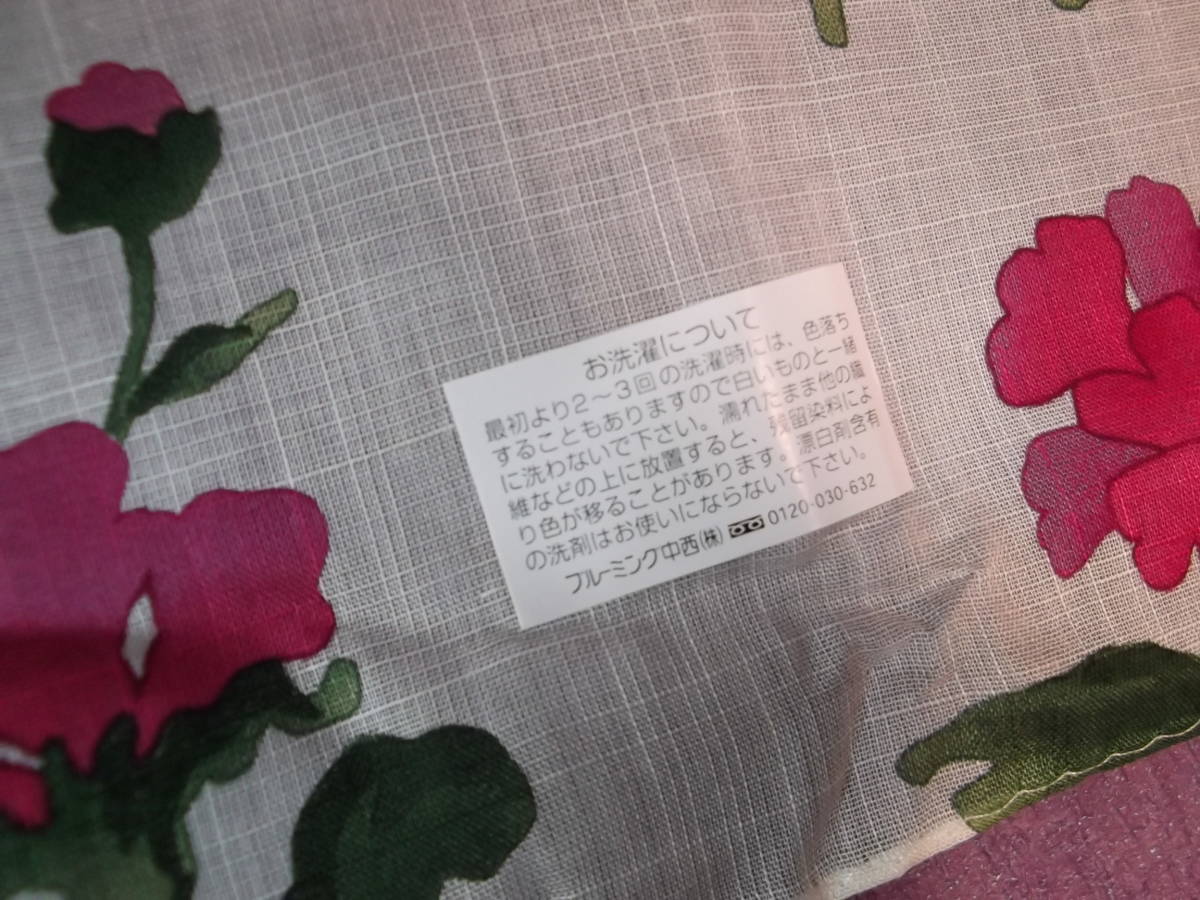 お洗濯について
最初より2〜3回の洗濯時には、色落ち
することもありますので白いものと一緒
に洗わないで下さい。濡れたまま他の繊
維などの上に放置すると、残留染料によ
り色が移ることがあります。漂白剤含有
の洗剤はお使いにならないで下さい。
ブルーミング中西㈱ 0120-030-632